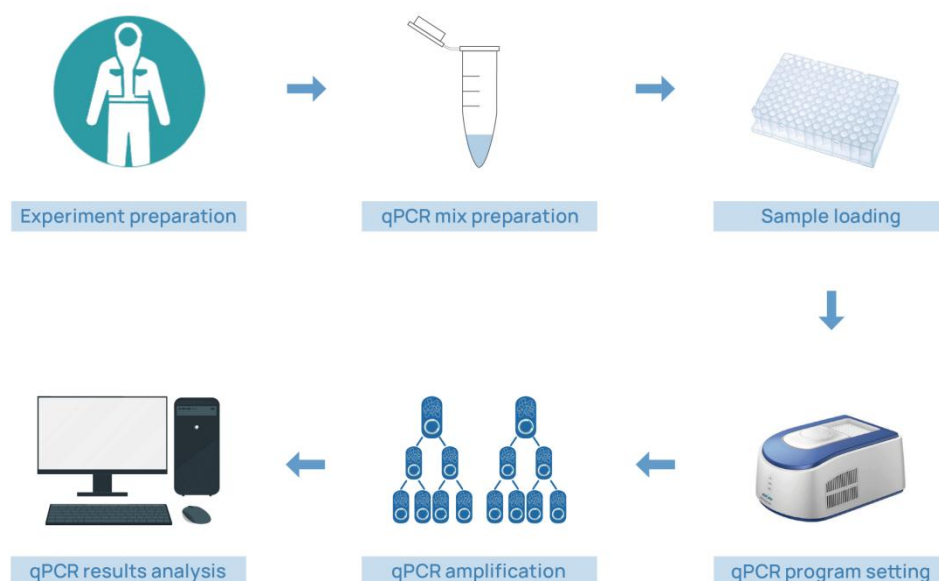 Experiment preparation
qPCR mix preparation
Sample loading
qPCR program setting
qPCR amplification
qPCR results analysis